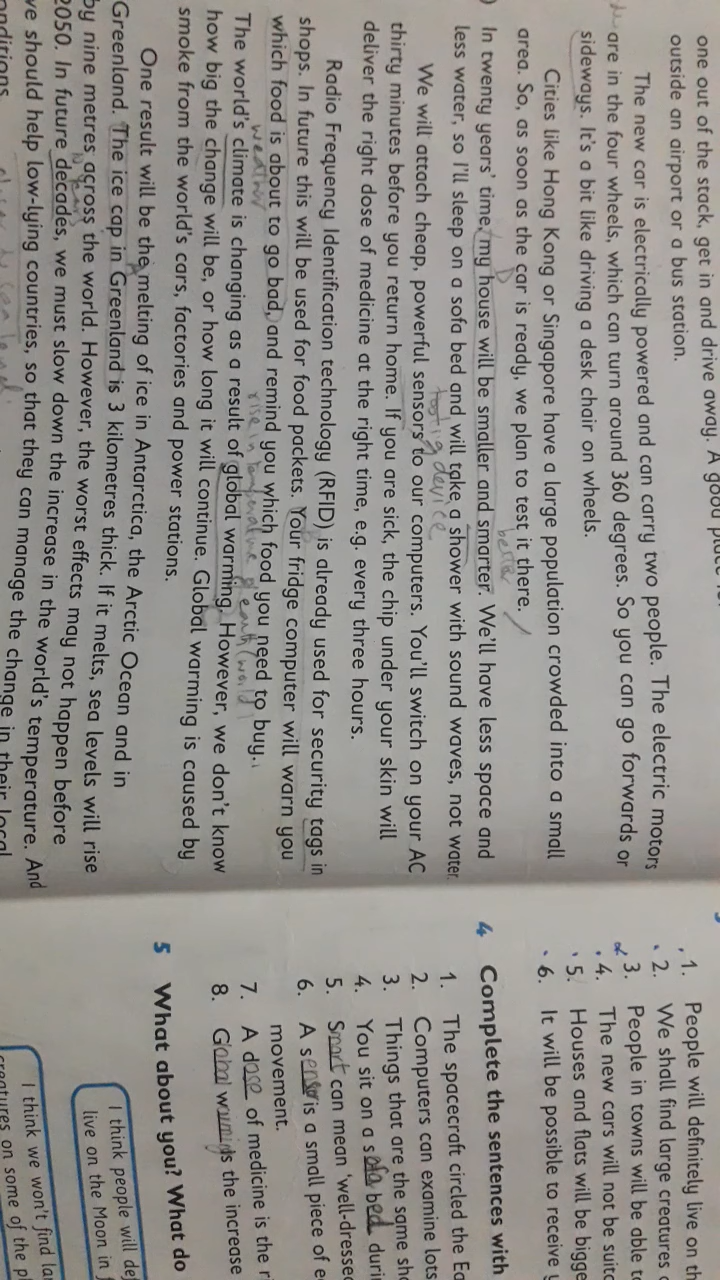 one out of the stack, get in and drive away. A good
outside an airport or a bus station.
The new car is electrically powered and can carry two people. The electric motors
are in the four wheels, which can turn around 360 degrees. So you can go forwards or
sideways. It's a bit like driving a desk chair on wheels.
Cities like Hong Kong or Singapore have a large population crowded into a small
area. So, as soon as the car is ready, we plan to test it there.
better
In twenty years' time, my house will be smaller and smarter. We'll have less space and
less water, so I'll sleep on a sofa bed and will take a shower with sound waves, not water.
testing device
We will attach cheap, powerful sensors to our computers. You'll switch on your AC
thirty minutes before you return home. If you are sick, the chip under your skin will
deliver the right dose of medicine at the right time, e.g. every three hours.
Radio Frequency Identification technology (RFID) is already used for security tags in
shops. In future this will be used for food packets. Your fridge computer will warn you
which food is about to go bad, and remind you which food you need to buy.
weather
rise in temperature of earth (world
The world's climate is changing as a result of global warming. However, we don't know
how big the change will be, or how long it will continue. Global warming is caused by
smoke from the world's cars, factories and power stations.
One result will be the melting of ice in Antarctica, the Arctic Ocean and in
Greenland. The ice cap in Greenland is 3 kilometres thick. If it melts, sea levels will rise
by nine metres across the world. However, the worst effects may not happen before
2050. In future decades, we must slow down the increase in the world's temperature. And
we should help low-lying countries, so that they can manage the change in their local
conditions.
1. People will definitely live on th
2. We shall find large creatures
3. People in towns will be able t
4. The new cars will not be suit
5. Houses and flats will be bigge
6. It will be possible to receive y
4 Complete the sentences with
1. The spacecraft circled the Ea
2. Computers can examine lots
3. Things that are the same sh
4. You sit on a sofa bed duri
5. Smart can mean 'well-dressed
6. A sensor is a small piece of e
movement.
7. A dose of medicine is the r
8. Global warming is the increase
5 What about you? What do
I think people will def
live on the Moon in
I think we won't find la
creatures on some of the pl